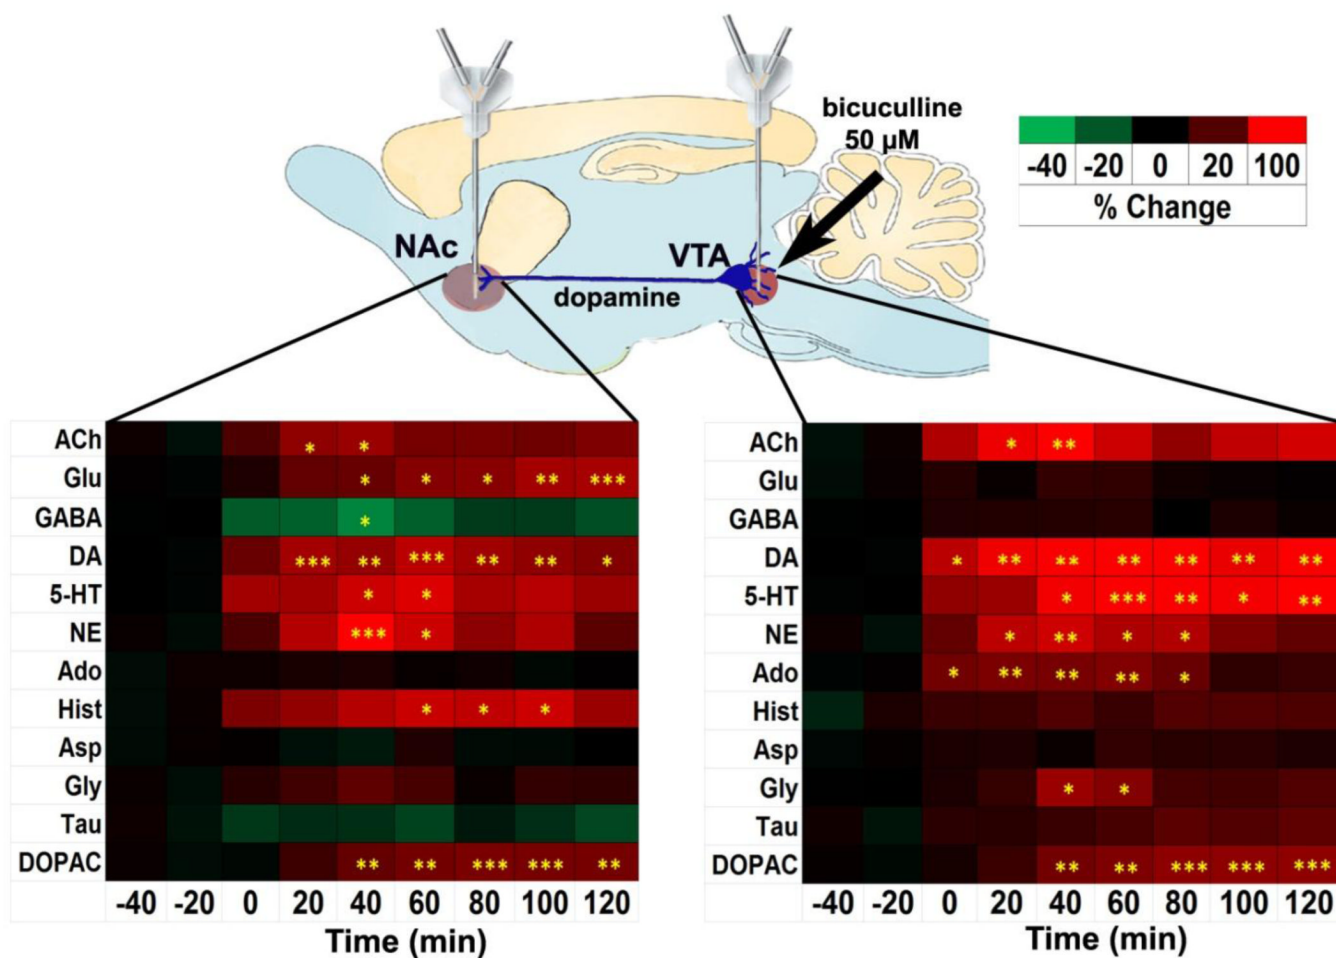 bicuculline
50 µM
-40 -20 0 20 100
% Change
NAc
VTA
dopamine
ACh * *
Glu * * * ** ***
GABA *
DA *** ** *** ** ** *
5-HT * *
NE *** *
Ado
Hist * * *
Asp
Gly
Tau
DOPAC ** ** *** *** **
-40 -20 0 20 40 60 80 100 120
Time (min)
ACh * **
Glu
GABA
DA * ** ** ** ** ** **
5-HT * *** ** * **
NE * ** * *
Ado * ** ** ** *
Hist
Asp
Gly * *
Tau
DOPAC ** ** *** *** ***
-40 -20 0 20 40 60 80 100 120
Time (min)